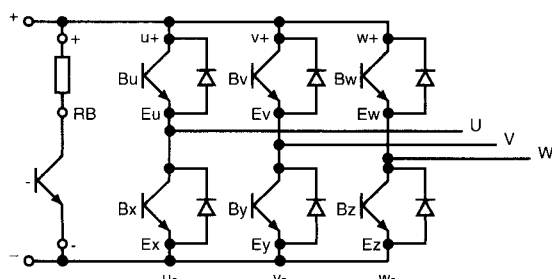 + + u+ v+ w+
Bu Bv Bw
RB Eu Ev Ew
U
V
W
- Bx By Bz
- - Ex Ey Ez
u- v- w-